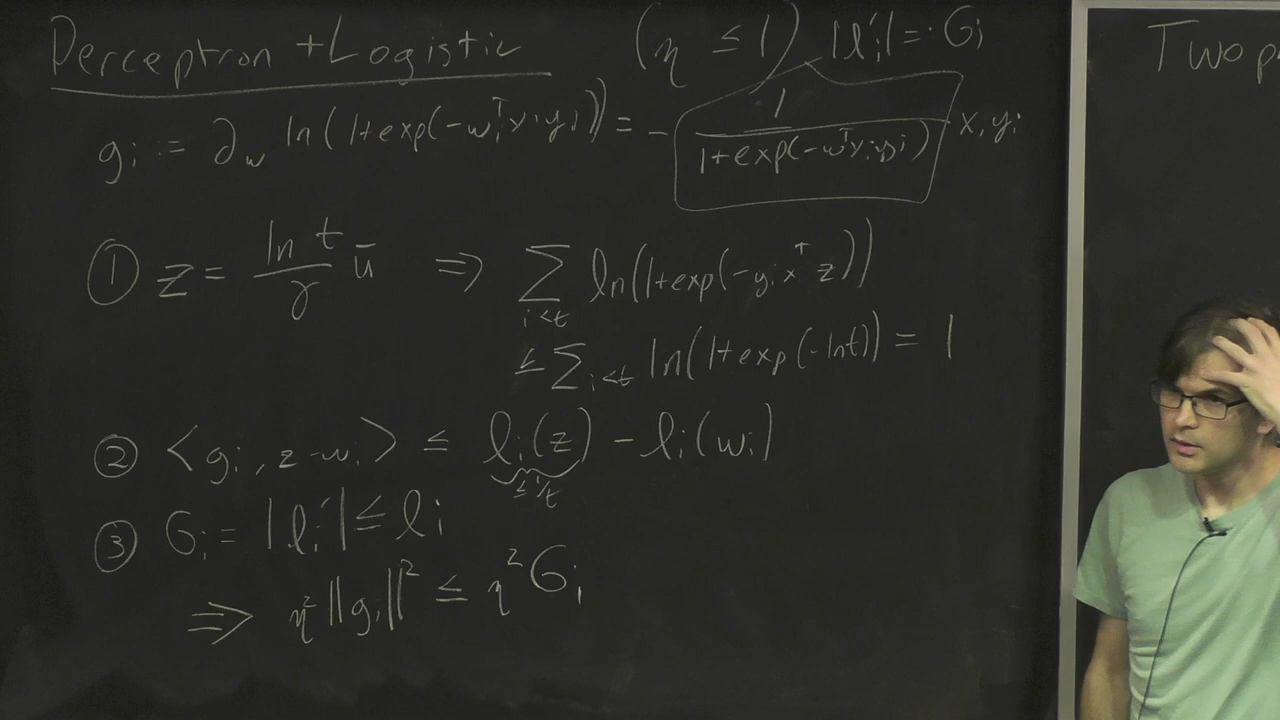 Perceptron + Logistic (η ≤ 1) |ℓ'ᵢ| = Gᵢ
gᵢ := ∂_w ln(1+exp(-wᵢᵀxᵢyᵢ)) = - 1/(1+exp(-wᵀxᵢyᵢ)) · xᵢyᵢ
① z = (ln t / γ) ū ⇒ Σ_{i<t} ln(1+exp(-yᵢxᵀz))
≤ Σ_{i<t} ln(1+exp(-ln t)) = 1
② ⟨gᵢ, z-wᵢ⟩ ≤ ℓᵢ(z) - ℓᵢ(wᵢ)
≤ 1/t
③ Gᵢ = |ℓ'ᵢ| ≤ ℓᵢ
⇒ η²‖gᵢ‖² ≤ η²Gᵢ
Two